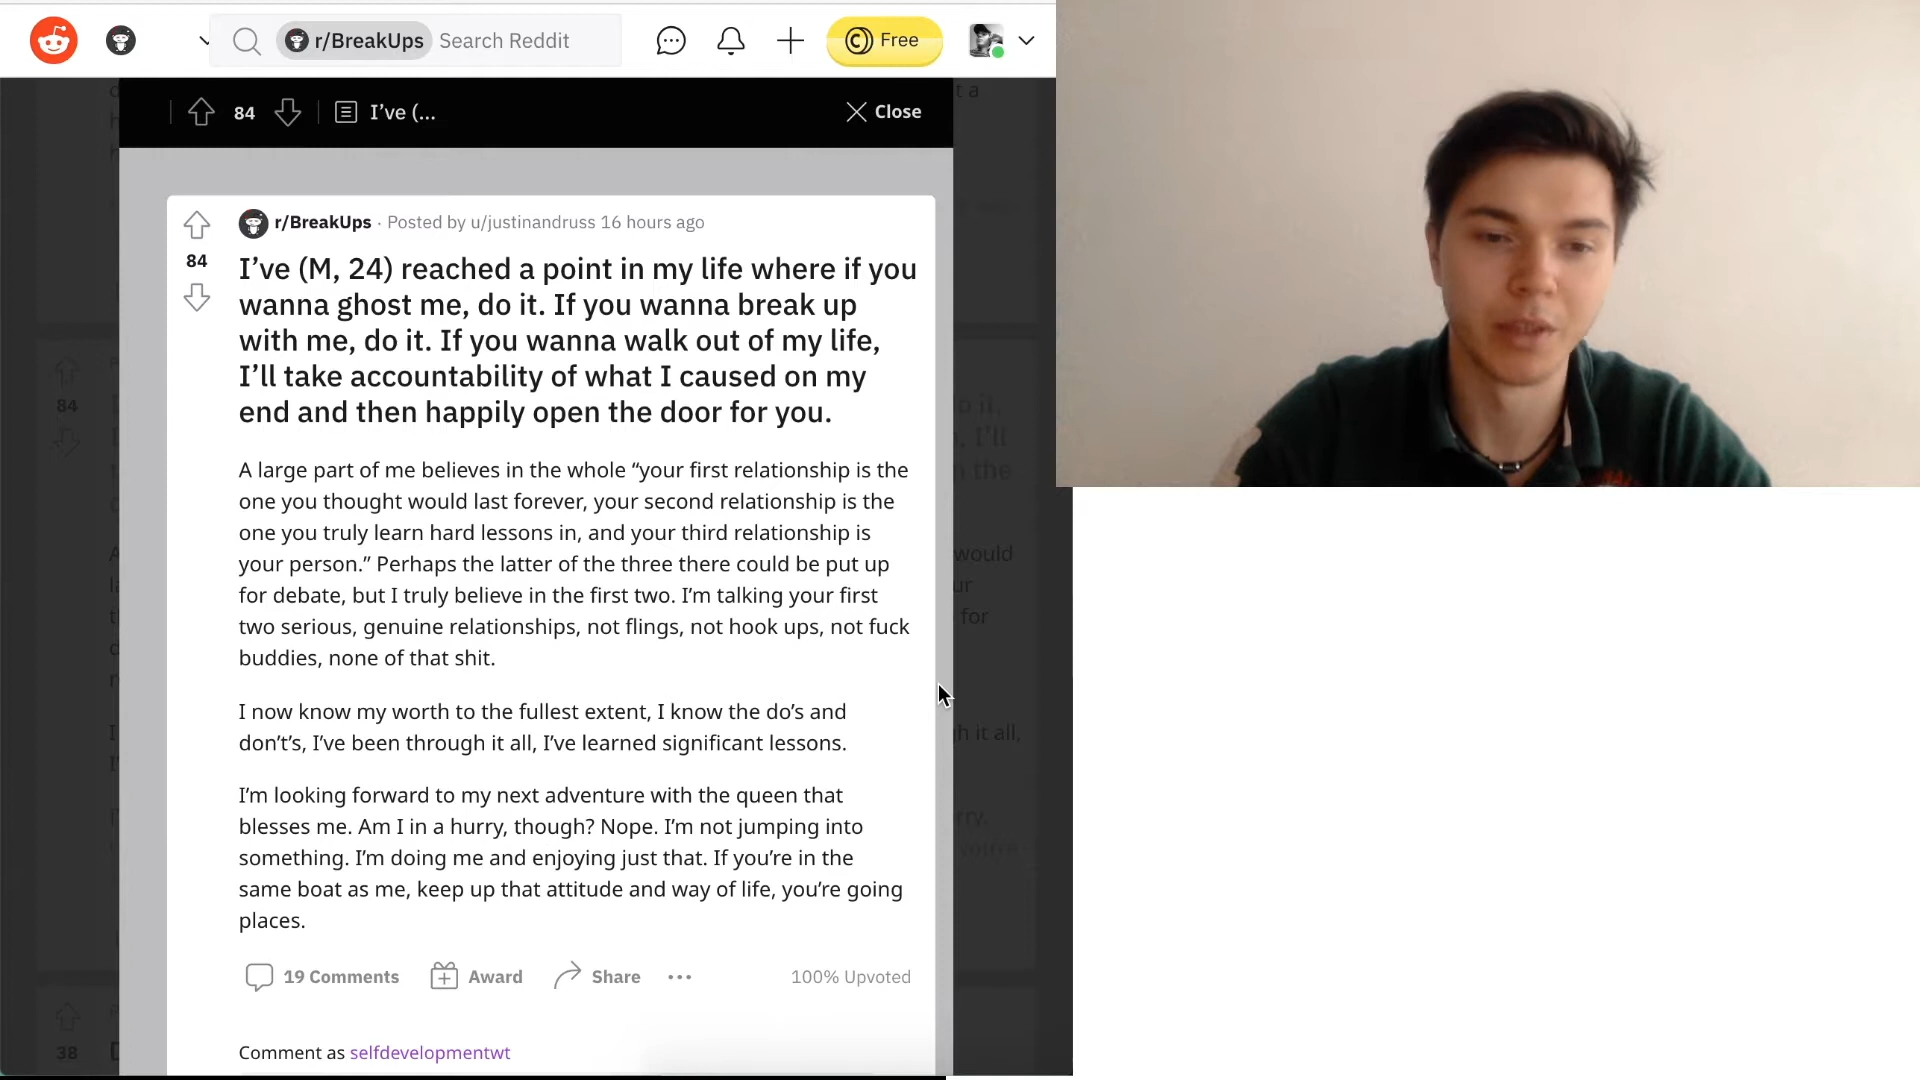 r/BreakUps Search Reddit
Free
84
I’ve (...
Close
r/BreakUps · Posted by u/justinandruss 16 hours ago
84
I’ve (M, 24) reached a point in my life where if you
wanna ghost me, do it. If you wanna break up
with me, do it. If you wanna walk out of my life,
I’ll take accountability of what I caused on my
end and then happily open the door for you.
84
A large part of me believes in the whole “your first relationship is the
one you thought would last forever, your second relationship is the
one you truly learn hard lessons in, and your third relationship is
your person.” Perhaps the latter of the three there could be put up
for debate, but I truly believe in the first two. I’m talking your first
two serious, genuine relationships, not flings, not hook ups, not fuck
buddies, none of that shit.
would
for
I now know my worth to the fullest extent, I know the do’s and
don’t’s, I’ve been through it all, I’ve learned significant lessons.
it all,
I’m looking forward to my next adventure with the queen that
blesses me. Am I in a hurry, though? Nope. I’m not jumping into
something. I’m doing me and enjoying just that. If you’re in the
same boat as me, keep up that attitude and way of life, you’re going
places.
19 Comments Award Share ... 100% Upvoted
38
Comment as selfdevelopmentwt